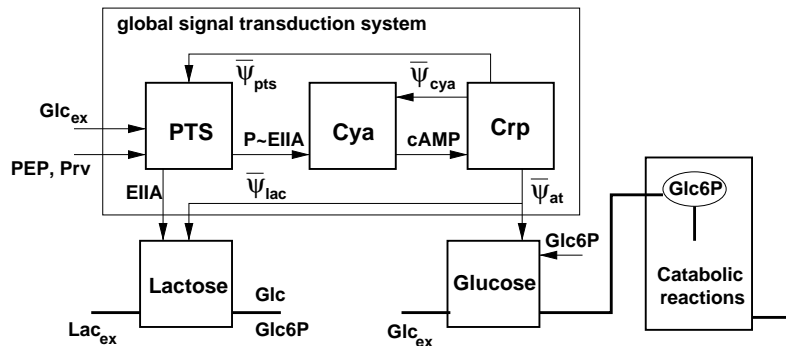 global signal transduction system
ψ̅pts
ψ̅cya
Glcex
PTS
Cya
Crp
P~EIIA
cAMP
PEP, Prv
EIIA
ψ̅lac
ψ̅at
Glc6P
Glc6P
Lactose
Glucose
Catabolic
reactions
Glc
Lacex
Glc6P
Glcex